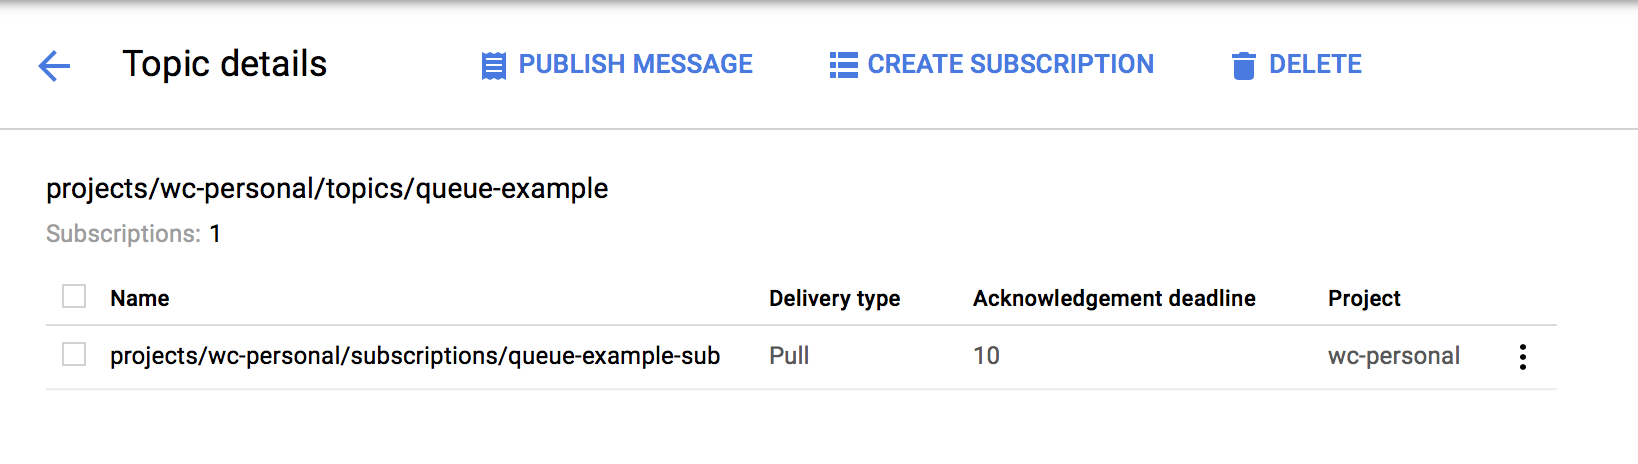 Topic details PUBLISH MESSAGE CREATE SUBSCRIPTION DELETE
projects/wc-personal/topics/queue-example
Subscriptions: 1
Name Delivery type Acknowledgement deadline Project
projects/wc-personal/subscriptions/queue-example-sub Pull 10 wc-personal